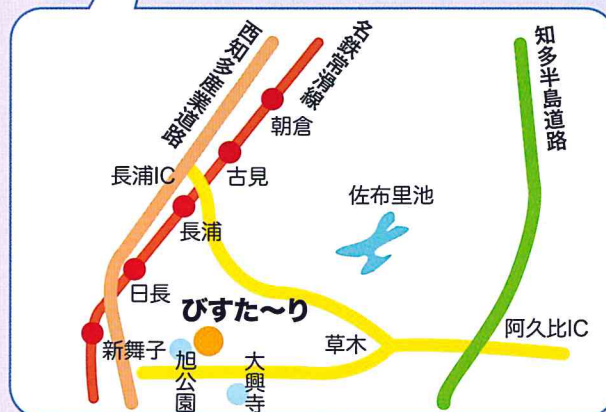 西知多産業道路
名鉄常滑線
知多半島道路
朝倉
長浦IC
古見
佐布里池
長浦
日長
びすた〜り
阿久比IC
新舞子
草木
旭公園
大興寺